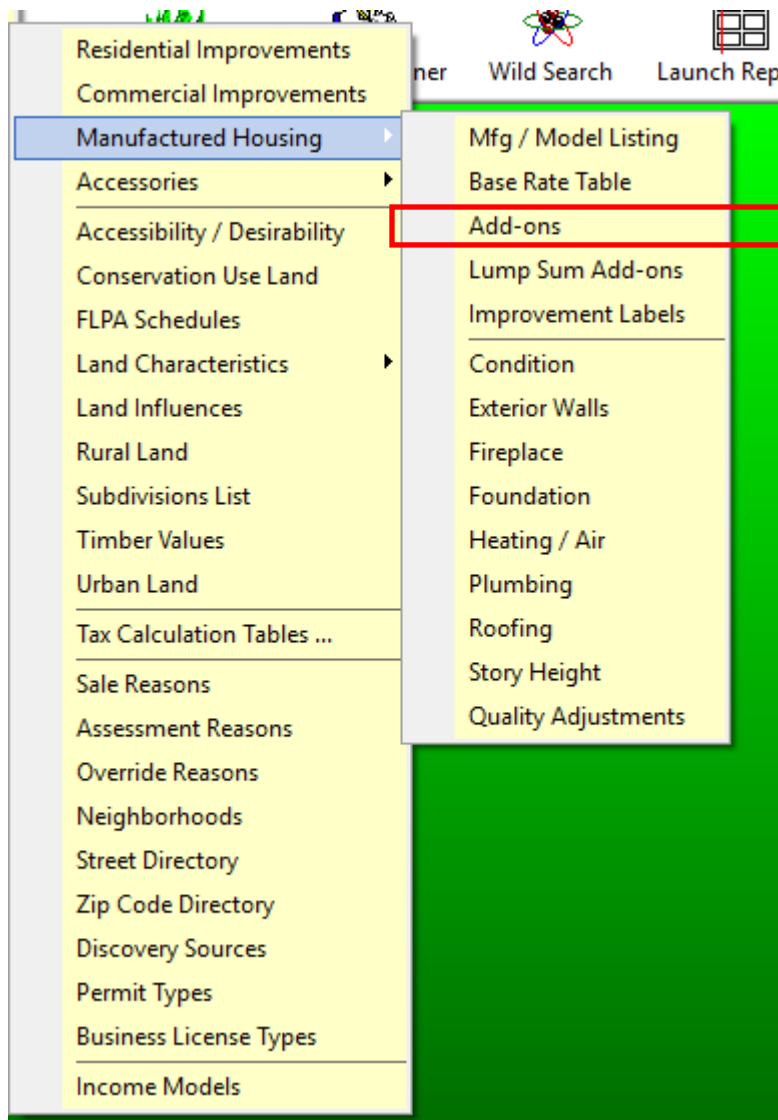 ner Wild Search Launch Rep
Residential Improvements
Commercial Improvements
Manufactured Housing
Accessories
Accessibility / Desirability
Conservation Use Land
FLPA Schedules
Land Characteristics
Land Influences
Rural Land
Subdivisions List
Timber Values
Urban Land
Tax Calculation Tables ...
Sale Reasons
Assessment Reasons
Override Reasons
Neighborhoods
Street Directory
Zip Code Directory
Discovery Sources
Permit Types
Business License Types
Income Models
Mfg / Model Listing
Base Rate Table
Add-ons
Lump Sum Add-ons
Improvement Labels
Condition
Exterior Walls
Fireplace
Foundation
Heating / Air
Plumbing
Roofing
Story Height
Quality Adjustments